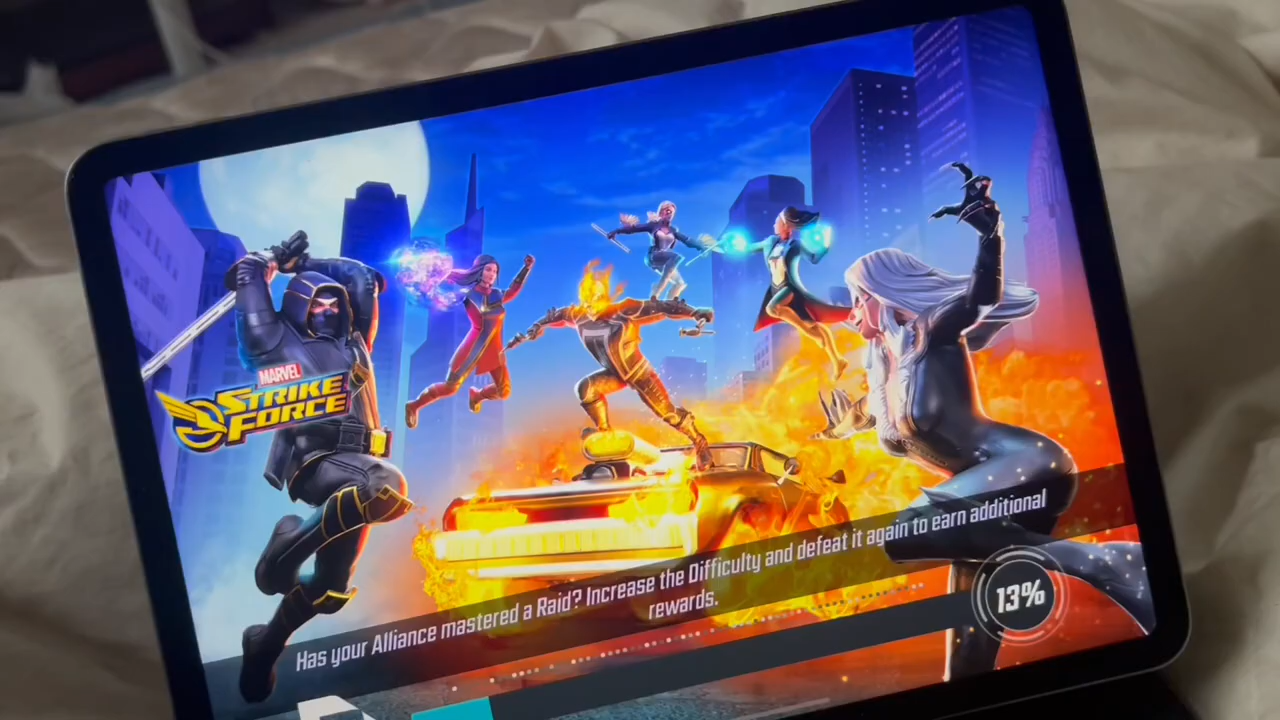 MARVEL
STRIKE
FORCE
Has your Alliance mastered a Raid? Increase the Difficulty and defeat it again to earn additional
rewards.
13%